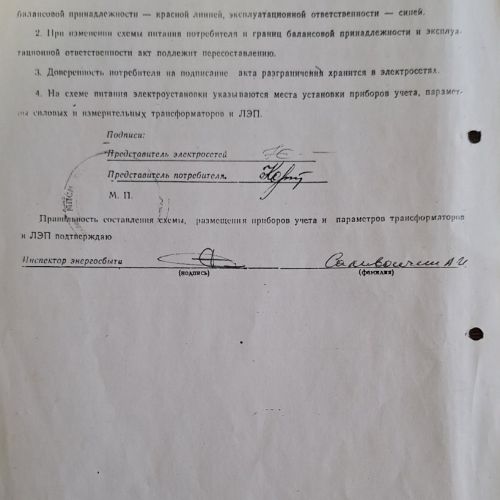 балансовой принадлежности — красной линией, эксплуатационной ответственности — синей.
2. При изменении схемы питания потребителя и границ балансовой принадлежности и эксплуа-
тационной ответственности акт подлежит пересоставлению.
3. Доверенность потребителя на подписание акта разграничения хранится в электросетях.
4. На схеме питания электроустановки указываются места установки приборов учета, парамет-
ры силовых и измерительных трансформаторов и ЛЭП.
Подписи:
Представитель электросетей
Представитель потребителя.
М. П.
Правильность составления схемы, размещения приборов учета и параметров трансформаторов
и ЛЭП подтверждаю
Инспектор энергосбыта
(подпись) (фамилия)